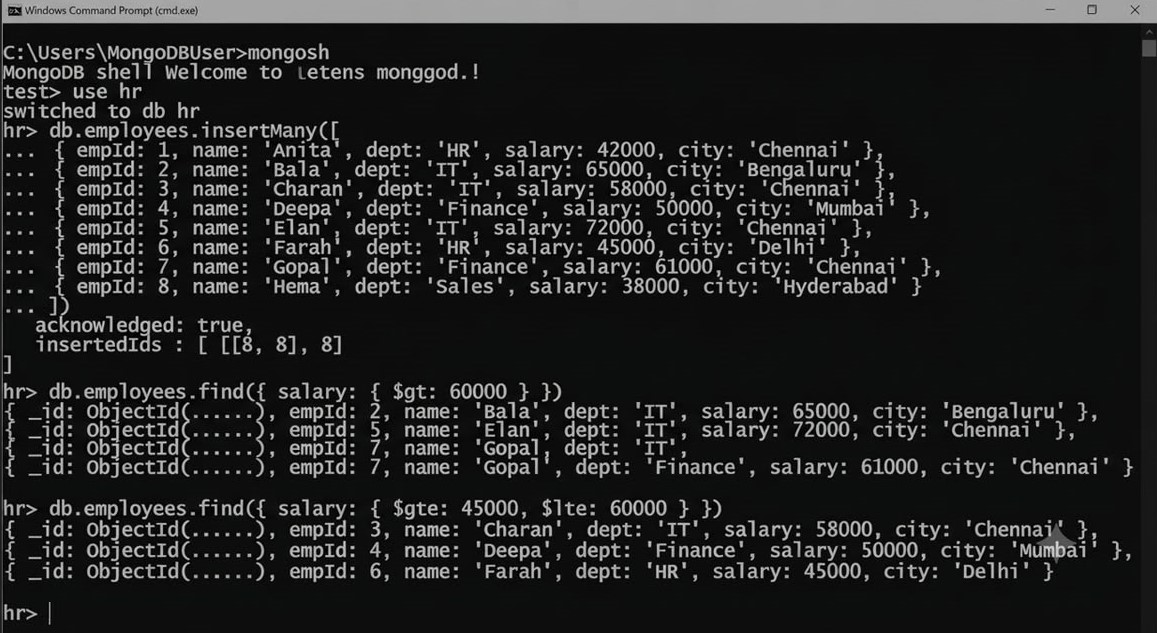 Windows Command Prompt (cmd.exe)
C:\Users\MongoDBUser>mongosh
MongoDB shell Welcome to Letens monggod.!
test> use hr
switched to db hr
hr> db.employees.insertMany([
... { empId: 1, name: 'Anita', dept: 'HR', salary: 42000, city: 'Chennai' },
... { empId: 2, name: 'Bala', dept: 'IT', salary: 65000, city: 'Bengaluru' },
... { empId: 3, name: 'Charan', dept: 'IT', salary: 58000, city: 'Chennai' },
... { empId: 4, name: 'Deepa', dept: 'Finance', salary: 50000, city: 'Mumbai' },
... { empId: 5, name: 'Elan', dept: 'IT', salary: 72000, city: 'Chennai' },
... { empId: 6, name: 'Farah', dept: 'HR', salary: 45000, city: 'Delhi' },
... { empId: 7, name: 'Gopal', dept: 'Finance', salary: 61000, city: 'Chennai' },
... { empId: 8, name: 'Hema', dept: 'Sales', salary: 38000, city: 'Hyderabad' }
... ])
acknowledged: true,
insertedIds : [ [[8, 8], 8]
]
hr> db.employees.find({ salary: { $gt: 60000 } })
{ _id: ObjectId(......), empId: 2, name: 'Bala', dept: 'IT', salary: 65000, city: 'Bengaluru' },
{ _id: ObjectId(......), empId: 5, name: 'Elan', dept: 'IT', salary: 72000, city: 'Chennai' },
{ _id: ObjectId(......), empId: 7, name: 'Gopal, dept: 'IT',
{ _id: ObjectId(......), empId: 7, name: 'Gopal', dept: 'Finance', salary: 61000, city: 'Chennai' }
hr> db.employees.find({ salary: { $gte: 45000, $lte: 60000 } })
{ _id: ObjectId(......), empId: 3, name: 'Charan', dept: 'IT', salary: 58000, city: 'Chennai' },
{ _id: ObjectId(......), empId: 4, name: 'Deepa', dept: 'Finance', salary: 50000, city: 'Mumbai' },
{ _id: ObjectId(......), empId: 6, name: 'Farah', dept: 'HR', salary: 45000, city: 'Delhi' }
hr>